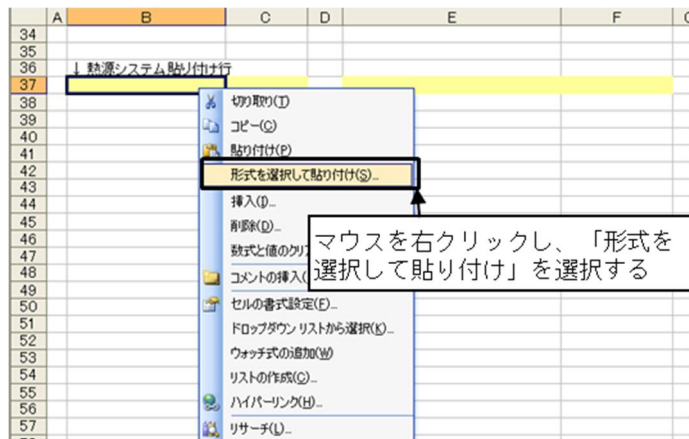 A B C D E F
34
35
36 ↓ 熱源システム貼り付け行
37
38 切り取り(T)
39
40 コピー(C)
41 貼り付け(P)
42 形式を選択して貼り付け(S)...
43
44 挿入(I)...
45 削除(D)...
46 マウスを右クリックし、「形式を
47 数式と値のクリ
48 コメントの挿入( 選択して貼り付け」を選択する
49
50 セルの書式設定(F)...
51 ドロップダウン リストから選択(K)...
52
53 ウォッチ式の追加(W)
54 リストの作成(C)...
55
56 ハイパーリンク(H)...
57 リサーチ(L)...